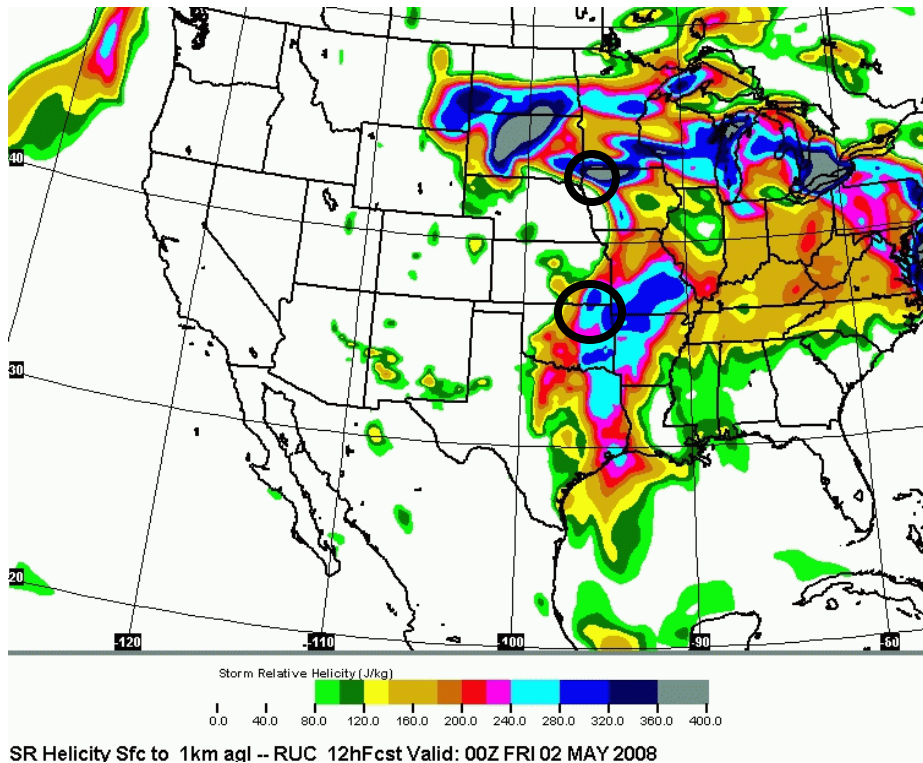 40
30
20
-120 -110 -100 -90 -80
Storm Relative Helicity (J/kg)
0.0 40.0 80.0 120.0 160.0 200.0 240.0 280.0 320.0 360.0 400.0
SR Helicity Sfc to 1km agl -- RUC 12hFcst Valid: 00Z FRI 02 MAY 2008